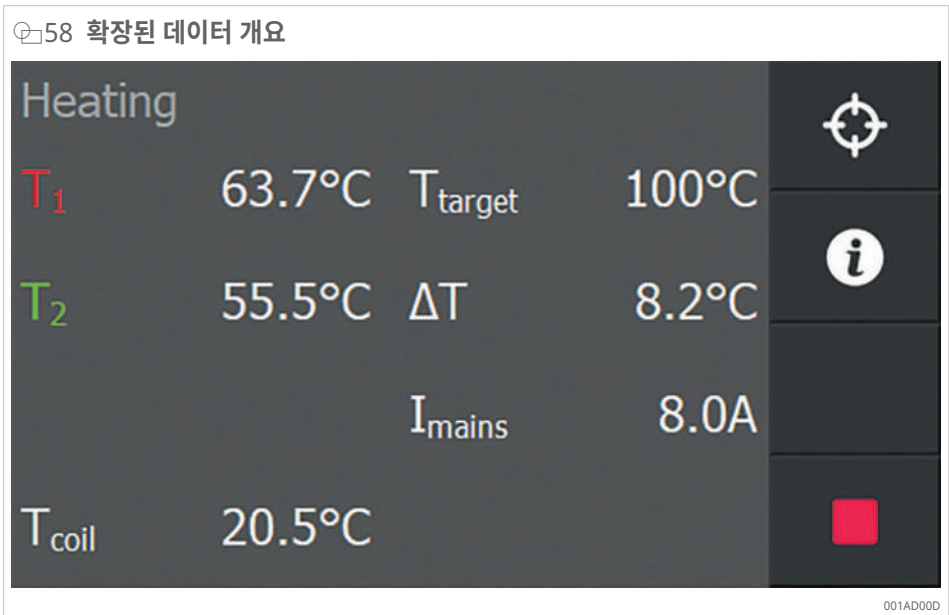 58 확장된 데이터 개요
Heating
T1 63.7°C Ttarget 100°C
T2 55.5°C ΔT 8.2°C
Imains 8.0A
Tcoil 20.5°C
i
001AD00D